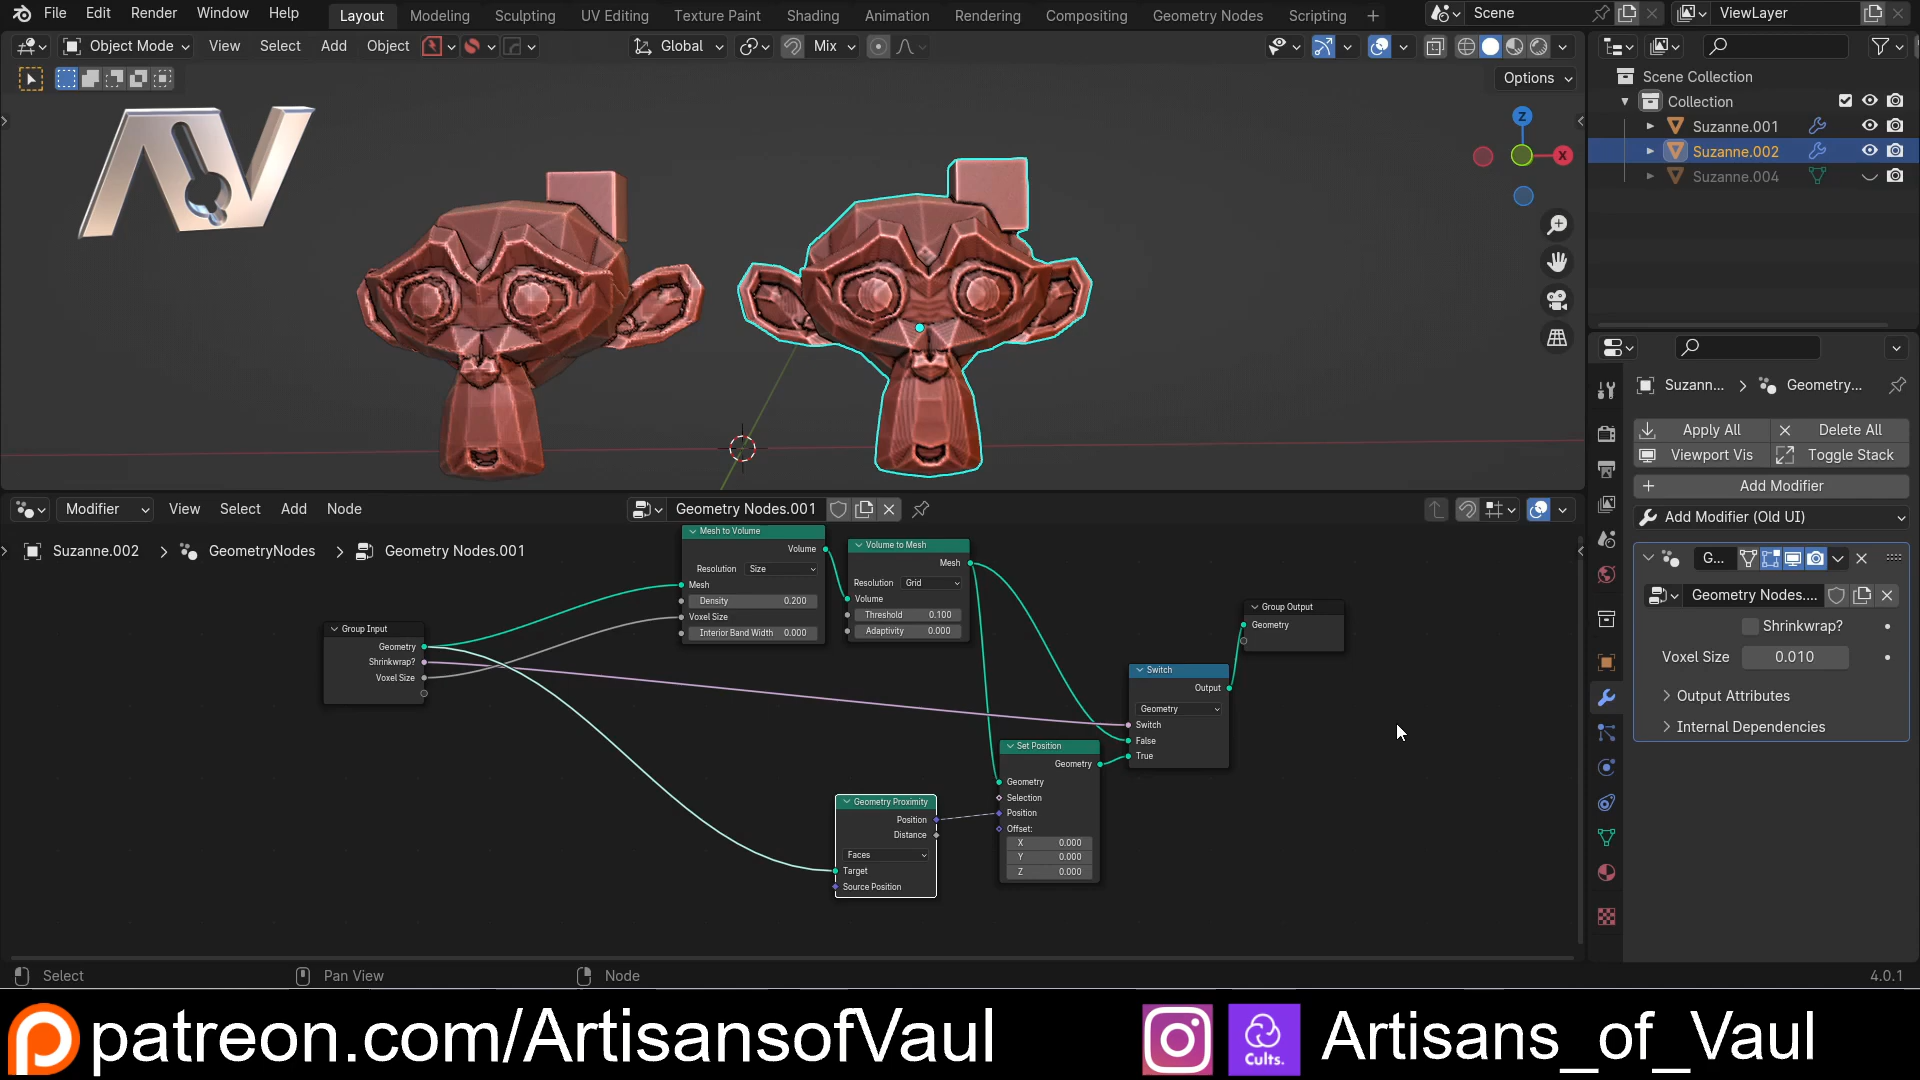 File Edit Render Window Help Layout Modeling Sculpting UV Editing Texture Paint Shading Animation Rendering Compositing Geometry Nodes Scripting + Scene ViewLayer
Object Mode View Select Add Object Global Mix
Options
Scene Collection
Collection
Suzanne.001
Suzanne.002
Suzanne.004
AV
Z
X
Suzann... > Geometry...
Apply All Delete All
Viewport Vis Toggle Stack
Add Modifier
Add Modifier (Old UI)
G...
Geometry Nodes....
Shrinkwrap?
Voxel Size 0.010
Output Attributes
Internal Dependencies
Modifier View Select Add Node Geometry Nodes.001
Suzanne.002 > GeometryNodes > Geometry Nodes.001
Group Input
Geometry
Shrinkwrap?
Voxel Size
Mesh to Volume
Volume
Resolution Size
Mesh
Density 0.200
Voxel Size
Interior Band Width 0.000
Volume to Mesh
Mesh
Resolution Grid
Volume
Threshold 0.100
Adaptivity 0.000
Geometry Proximity
Position
Distance
Faces
Target
Source Position
Set Position
Geometry
Geometry
Selection
Position
Offset:
X 0.000
Y 0.000
Z 0.000
Switch
Output
Geometry
Switch
False
True
Group Output
Geometry
Select Pan View Node 4.0.1
patreon.com/ArtisansofVaul
Cults.
Artisans_of_Vaul